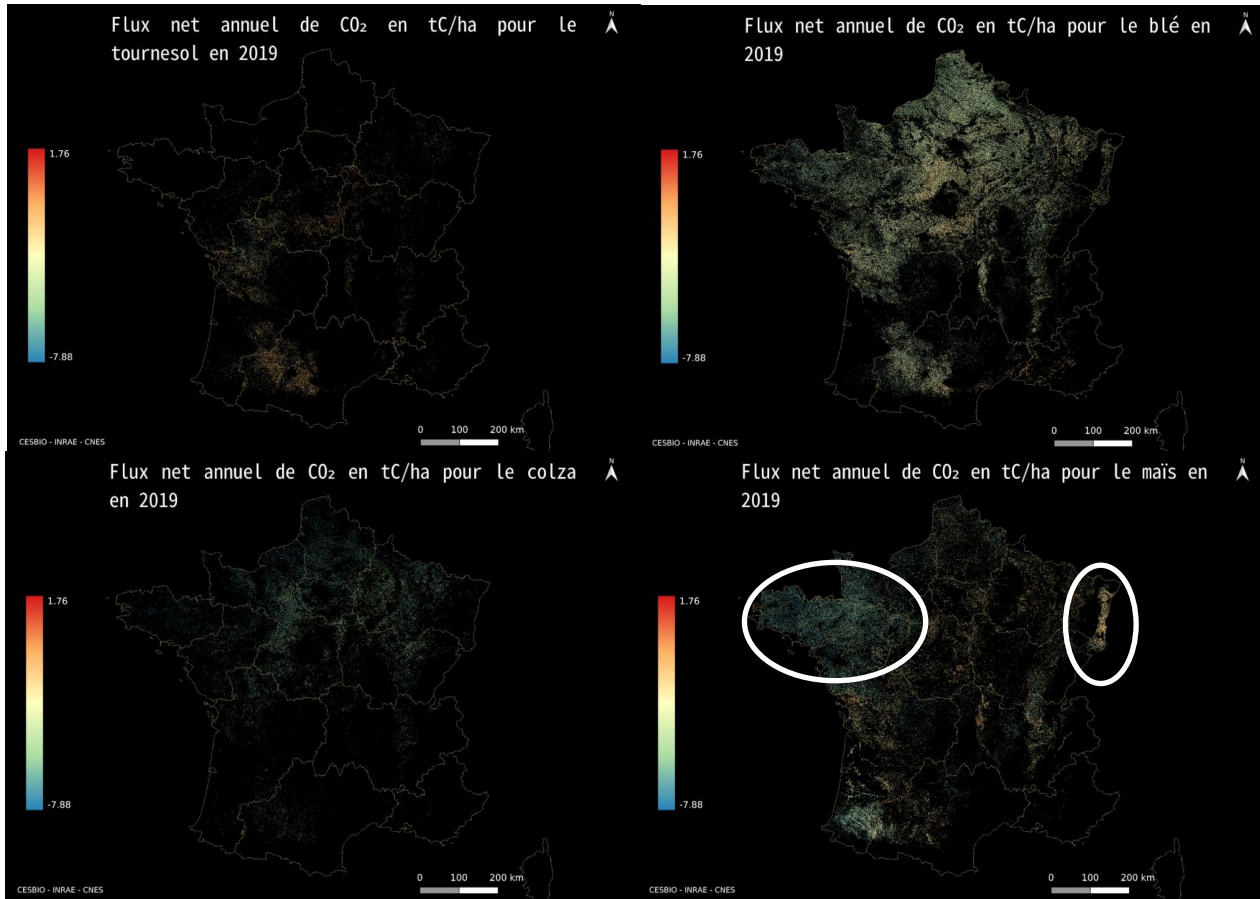 Flux net annuel de CO₂ en tC/ha pour le
tournesol en 2019
N
1.76
-7.88
0 100 200 km
CESBIO - INRAE - CNES
Flux net annuel de CO₂ en tC/ha pour le blé en
2019
N
1.76
-7.88
0 100 200 km
CESBIO - INRAE - CNES
Flux net annuel de CO₂ en tC/ha pour le colza
en 2019
N
1.76
-7.88
0 100 200 km
CESBIO - INRAE - CNES
Flux net annuel de CO₂ en tC/ha pour le maïs en
2019
N
1.76
-7.88
0 100 200 km
CESBIO - INRAE - CNES